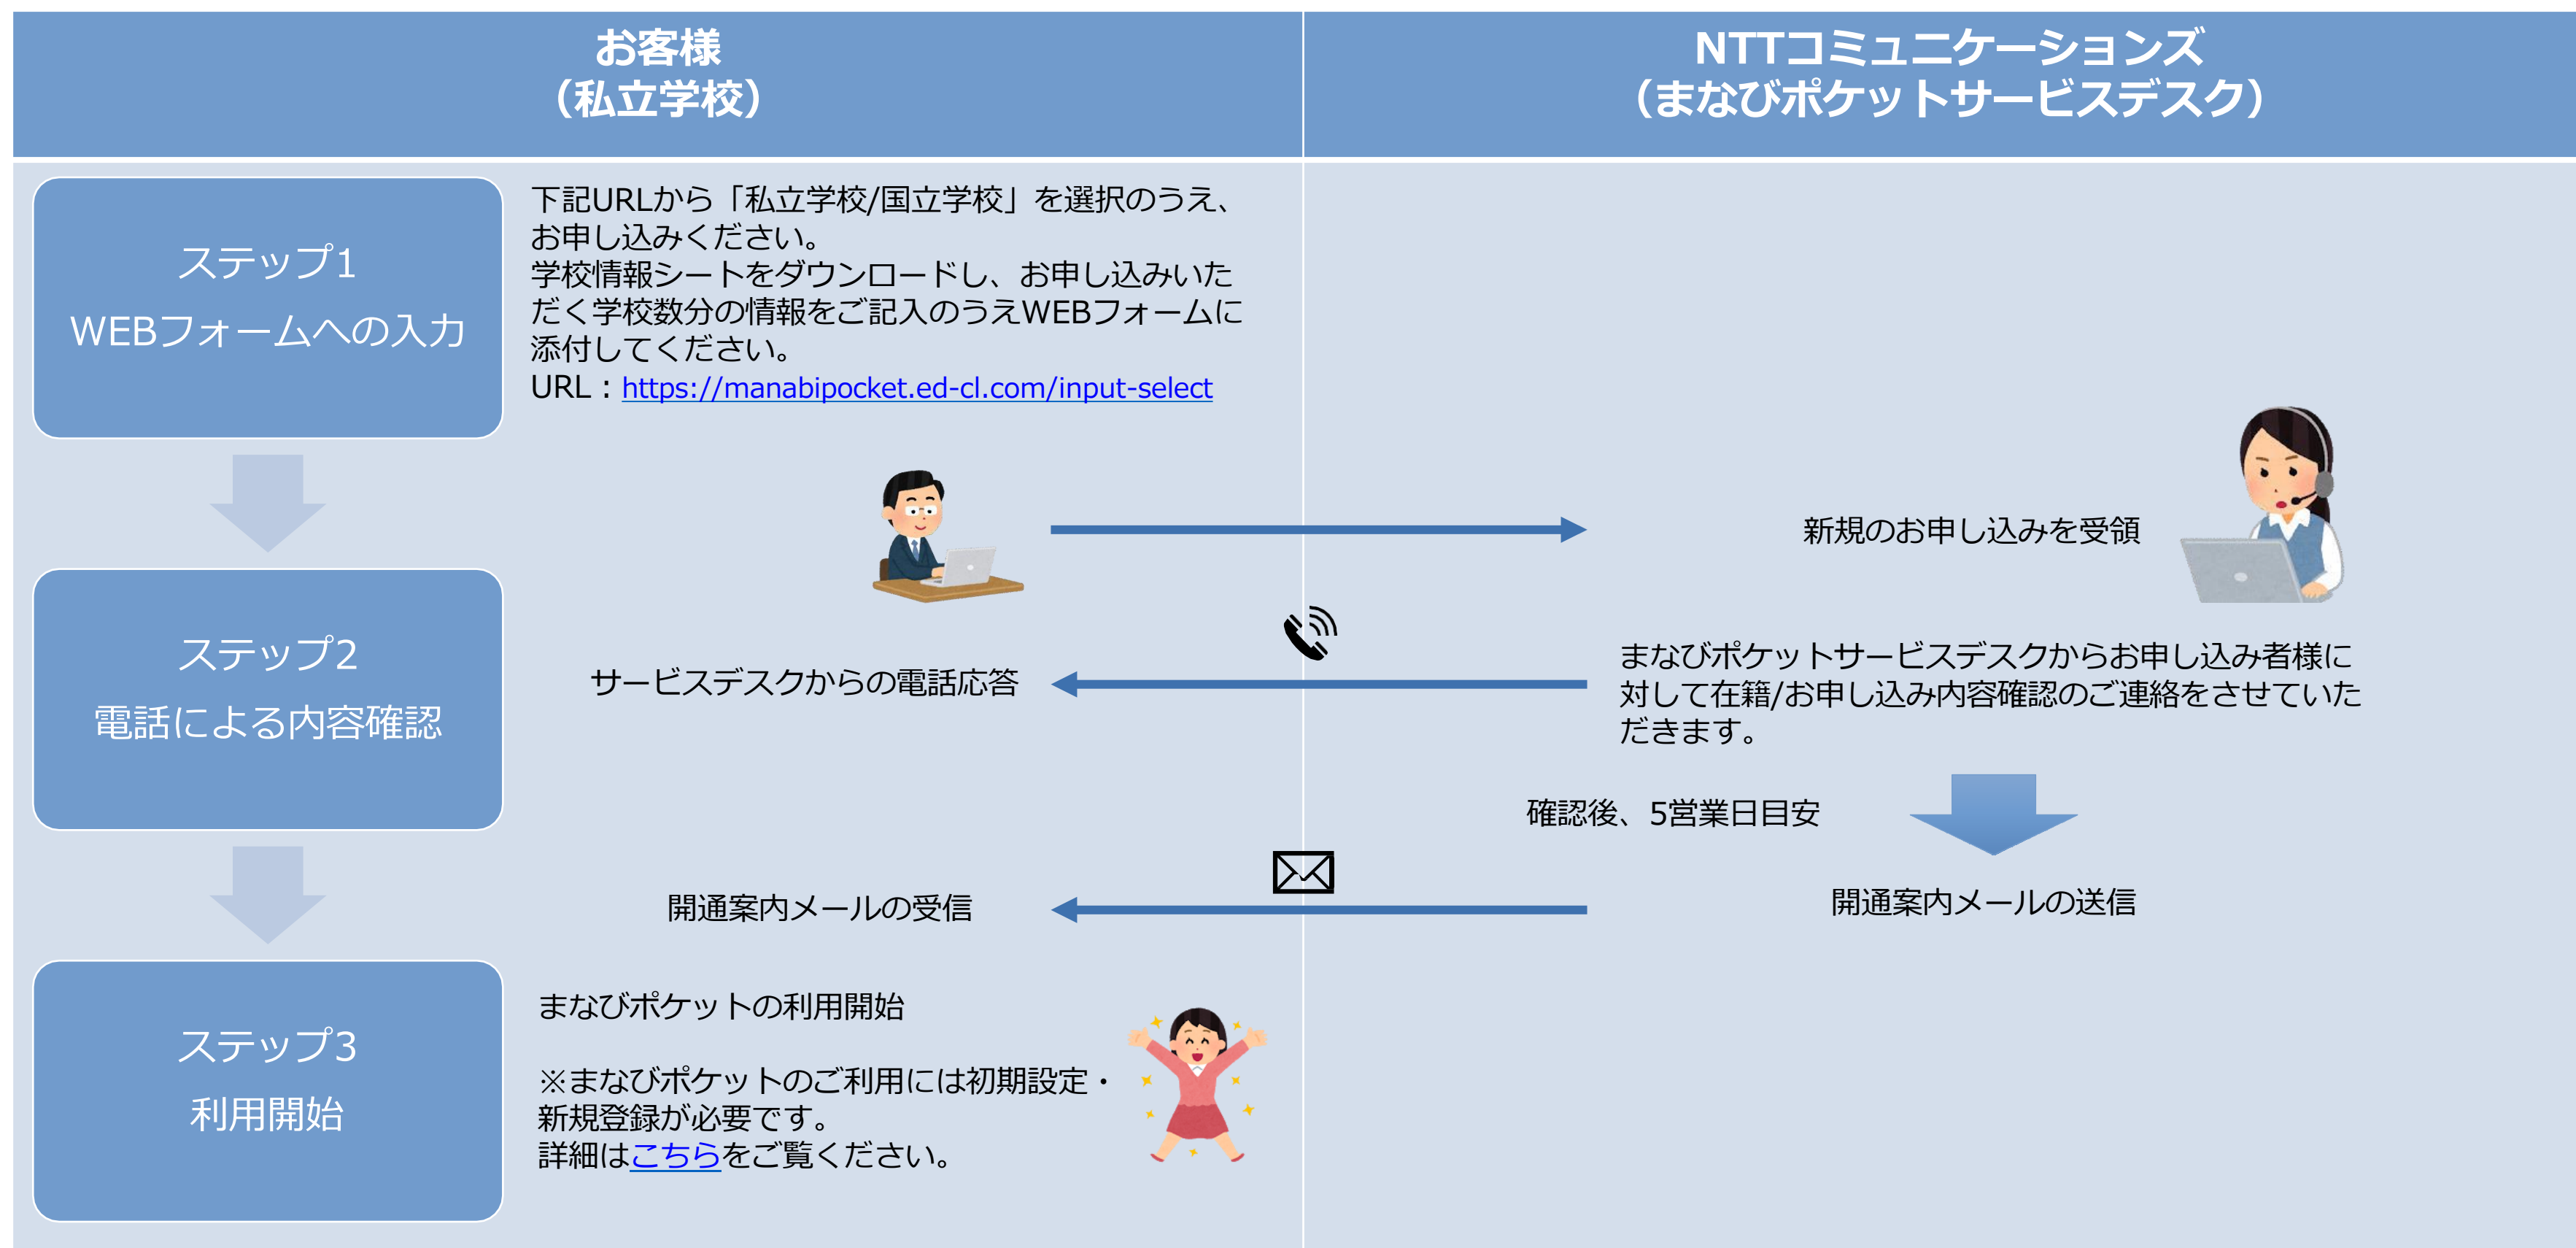 お客様
（私立学校）
NTTコミュニケーションズ
（まなびポケットサービスデスク）
ステップ1
WEBフォームへの入力
下記URLから「私立学校/国立学校」を選択のうえ、
お申し込みください。
学校情報シートをダウンロードし、お申し込みいた
だく学校数分の情報をご記入のうえWEBフォームに
添付してください。
URL：https://manabipocket.ed-cl.com/input-select
新規のお申し込みを受領
ステップ2
電話による内容確認
サービスデスクからの電話応答
まなびポケットサービスデスクからお申し込み者様に
対して在籍/お申し込み内容確認のご連絡をさせていた
だきます。
確認後、5営業日目安
開通案内メールの受信
開通案内メールの送信
ステップ3
利用開始
まなびポケットの利用開始
※まなびポケットのご利用には初期設定・
新規登録が必要です。
詳細はこちらをご覧ください。